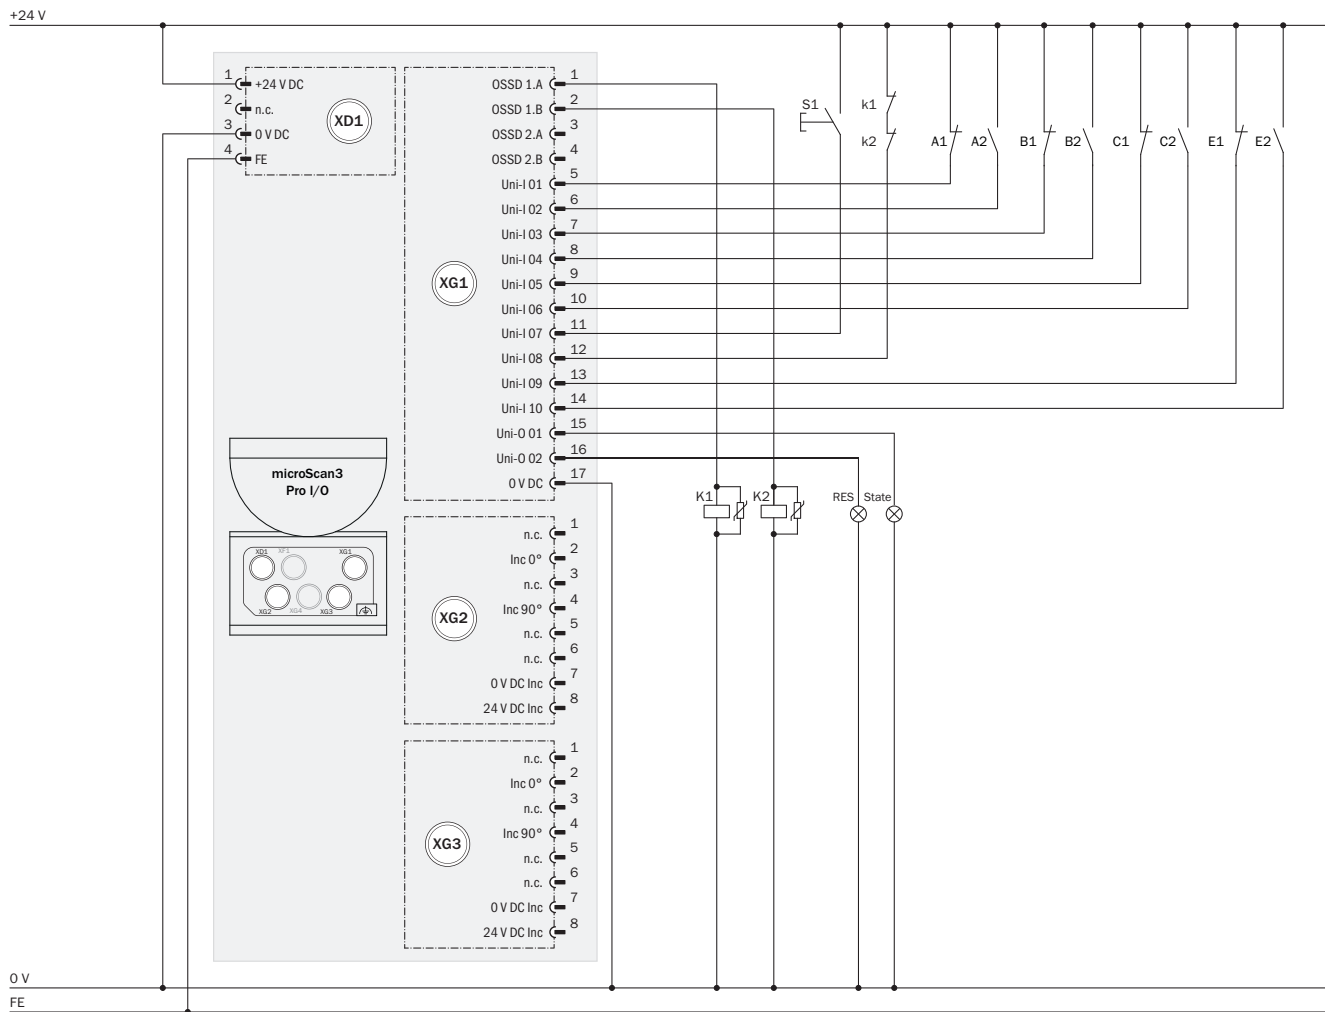 +24 V
1 +24 V DC
2 n.c.
3 0 V DC
4 FE
XD1
XG1
OSSD 1.A 1
OSSD 1.B 2
OSSD 2.A 3
OSSD 2.B 4
Uni-I 01 5
Uni-I 02 6
Uni-I 03 7
Uni-I 04 8
Uni-I 05 9
Uni-I 06 10
Uni-I 07 11
Uni-I 08 12
Uni-I 09 13
Uni-I 10 14
Uni-O 01 15
Uni-O 02 16
0 V DC 17
S1
k1
k2
A1 A2 B1 B2 C1 C2 E1 E2
K1 K2 RES State
microScan3
Pro I/O
XD1 XF1 XG1
XG2 XG4 XG3
XG2
n.c. 1
Inc 0° 2
n.c. 3
Inc 90° 4
n.c. 5
n.c. 6
0 V DC Inc 7
24 V DC Inc 8
XG3
n.c. 1
Inc 0° 2
n.c. 3
Inc 90° 4
n.c. 5
n.c. 6
0 V DC Inc 7
24 V DC Inc 8
0 V
FE